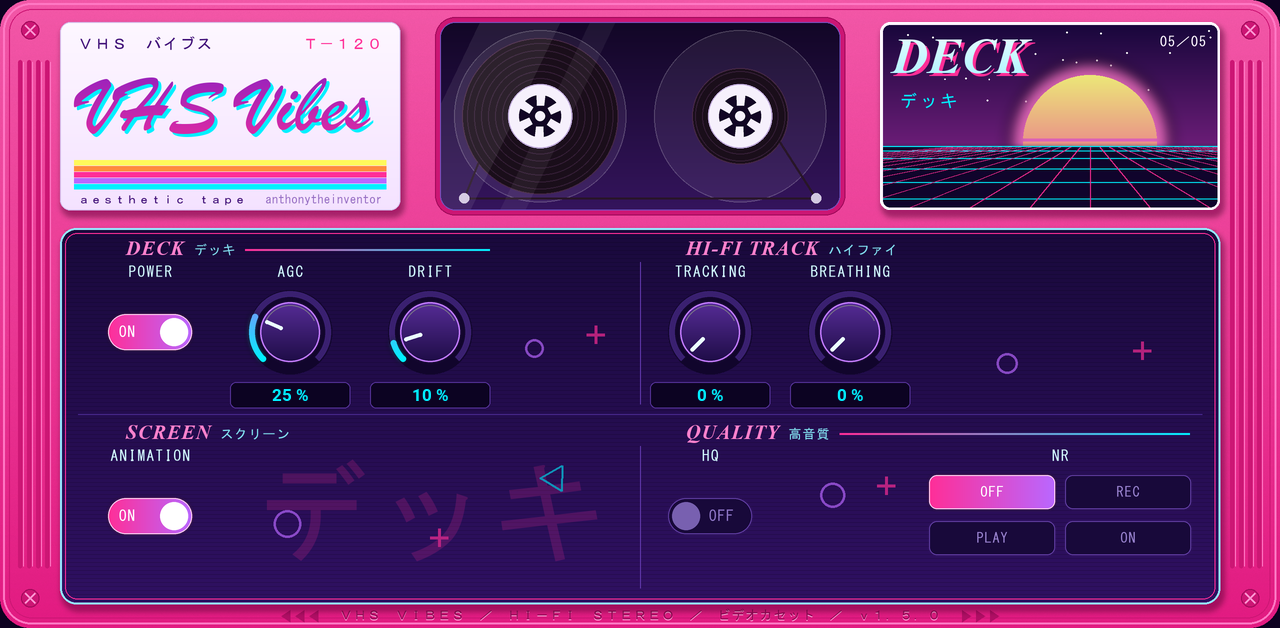 VHS バイブス
T－120
VHS Vibes
aesthetic tape
anthonytheinventor
DECK
05／05
デッキ
DECK デッキ
POWER
AGC
DRIFT
ON
25 %
10 %
HI-FI TRACK ハイファイ
TRACKING
BREATHING
0 %
0 %
SCREEN スクリーン
ANIMATION
ON
デッキ
QUALITY 高音質
HQ
NR
OFF
OFF
REC
PLAY
ON
VHS VIBES ／ HI－FI STEREO ／ ビデオカセット ／ v1.5.0